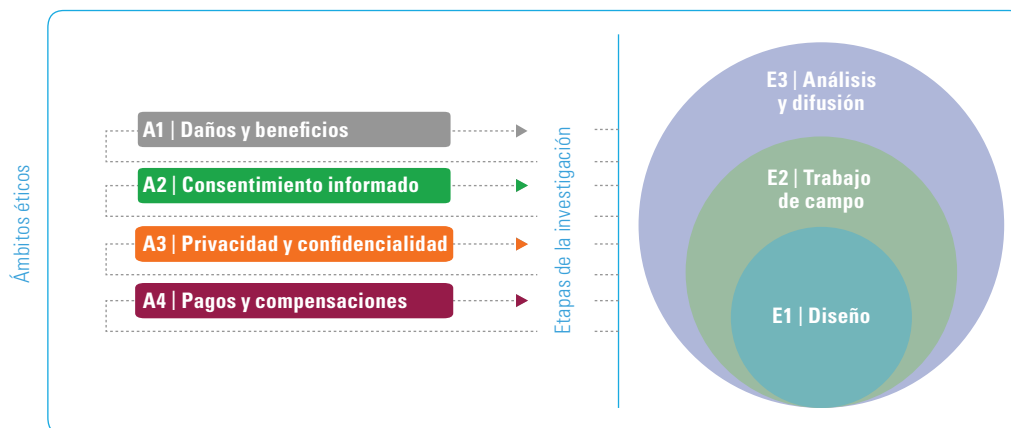 Ámbitos éticos
A1 | Daños y beneficios
A2 | Consentimiento informado
A3 | Privacidad y confidencialidad
A4 | Pagos y compensaciones
Etapas de la investigación
E3 | Análisis
y difusión
E2 | Trabajo
de campo
E1 | Diseño